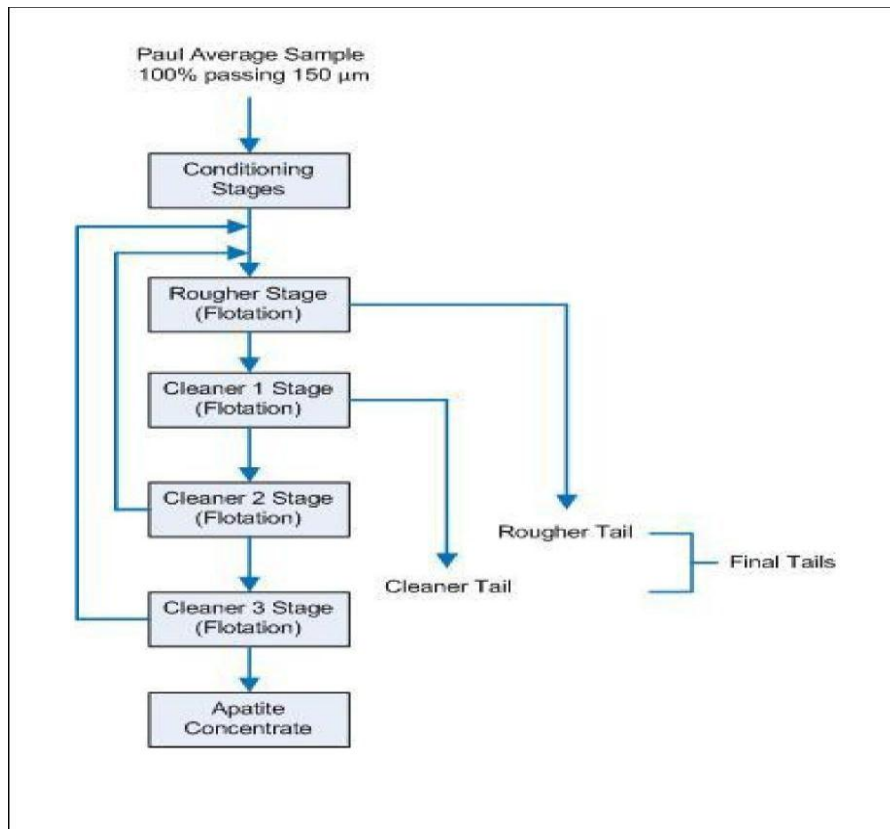 Paul Average Sample
100% passing 150 µm
Conditioning
Stages
Rougher Stage
(Flotation)
Cleaner 1 Stage
(Flotation)
Cleaner 2 Stage
(Flotation)
Rougher Tail
Final Tails
Cleaner Tail
Cleaner 3 Stage
(Flotation)
Apatite
Concentrate